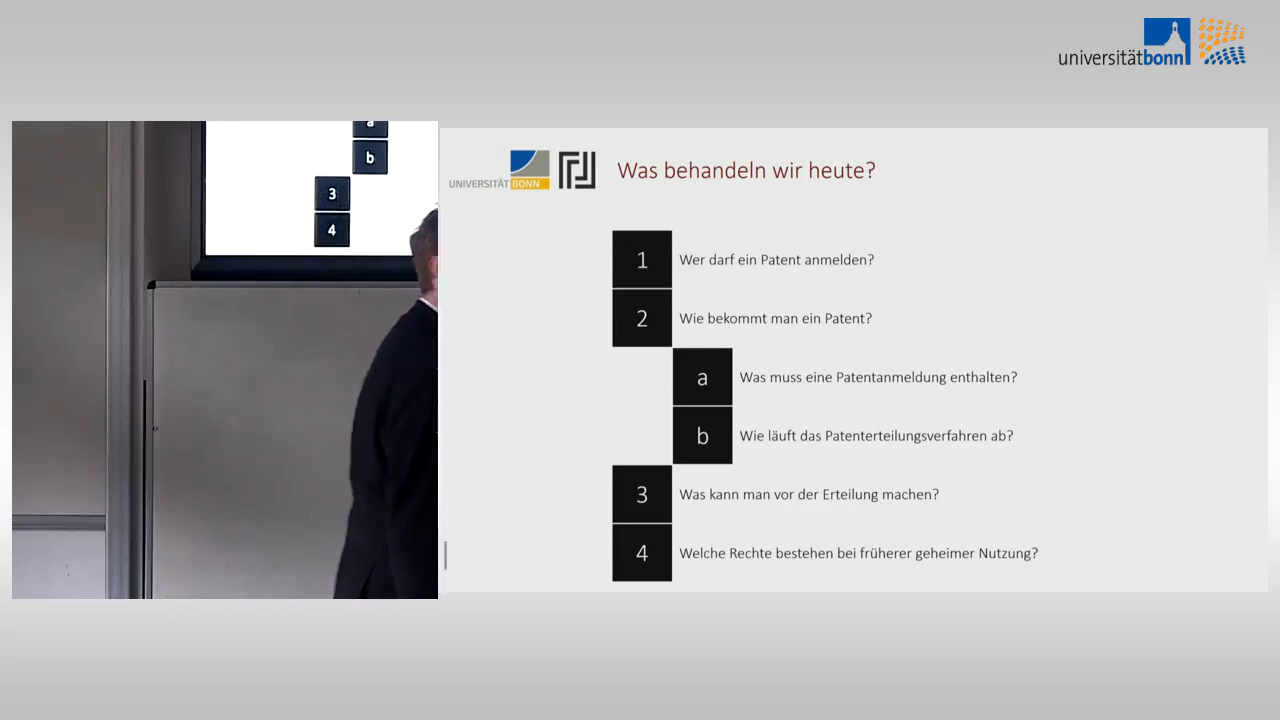 universitätbonn
a
b
3
4
UNIVERSITÄT BONN
Was behandeln wir heute?
1 Wer darf ein Patent anmelden?
2 Wie bekommt man ein Patent?
a Was muss eine Patentanmeldung enthalten?
b Wie läuft das Patenterteilungsverfahren ab?
3 Was kann man vor der Erteilung machen?
4 Welche Rechte bestehen bei früherer geheimer Nutzung?